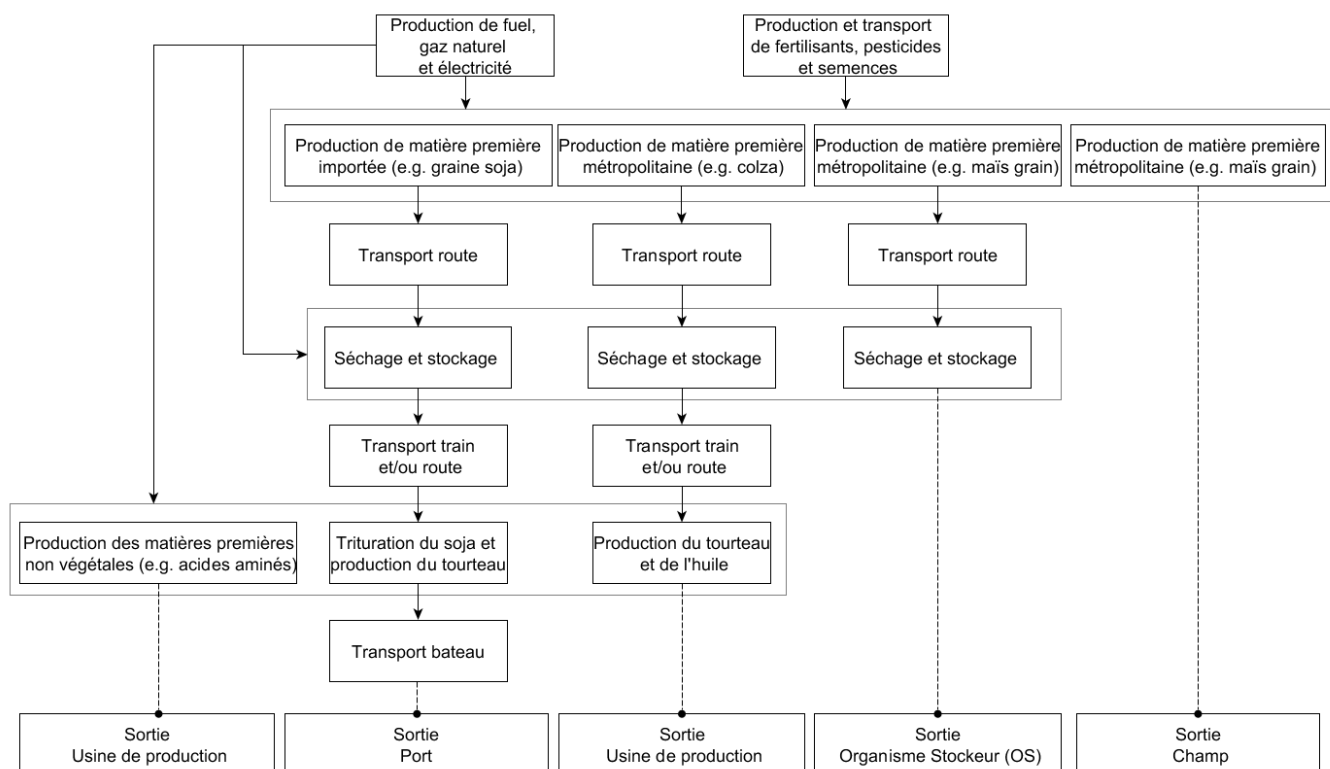 Production de fuel,
gaz naturel
et électricité
Production et transport
de fertilisants, pesticides
et semences
Production de matière première
importée (e.g. graine soja)
Production de matière première
métropolitaine (e.g. colza)
Production de matière première
métropolitaine (e.g. maïs grain)
Production de matière première
métropolitaine (e.g. maïs grain)
Transport route
Transport route
Transport route
Séchage et stockage
Séchage et stockage
Séchage et stockage
Transport train
et/ou route
Transport train
et/ou route
Production des matières premières
non végétales (e.g. acides aminés)
Trituration du soja et
production du tourteau
Production du tourteau
et de l'huile
Transport bateau
Sortie
Usine de production
Sortie
Port
Sortie
Usine de production
Sortie
Organisme Stockeur (OS)
Sortie
Champ